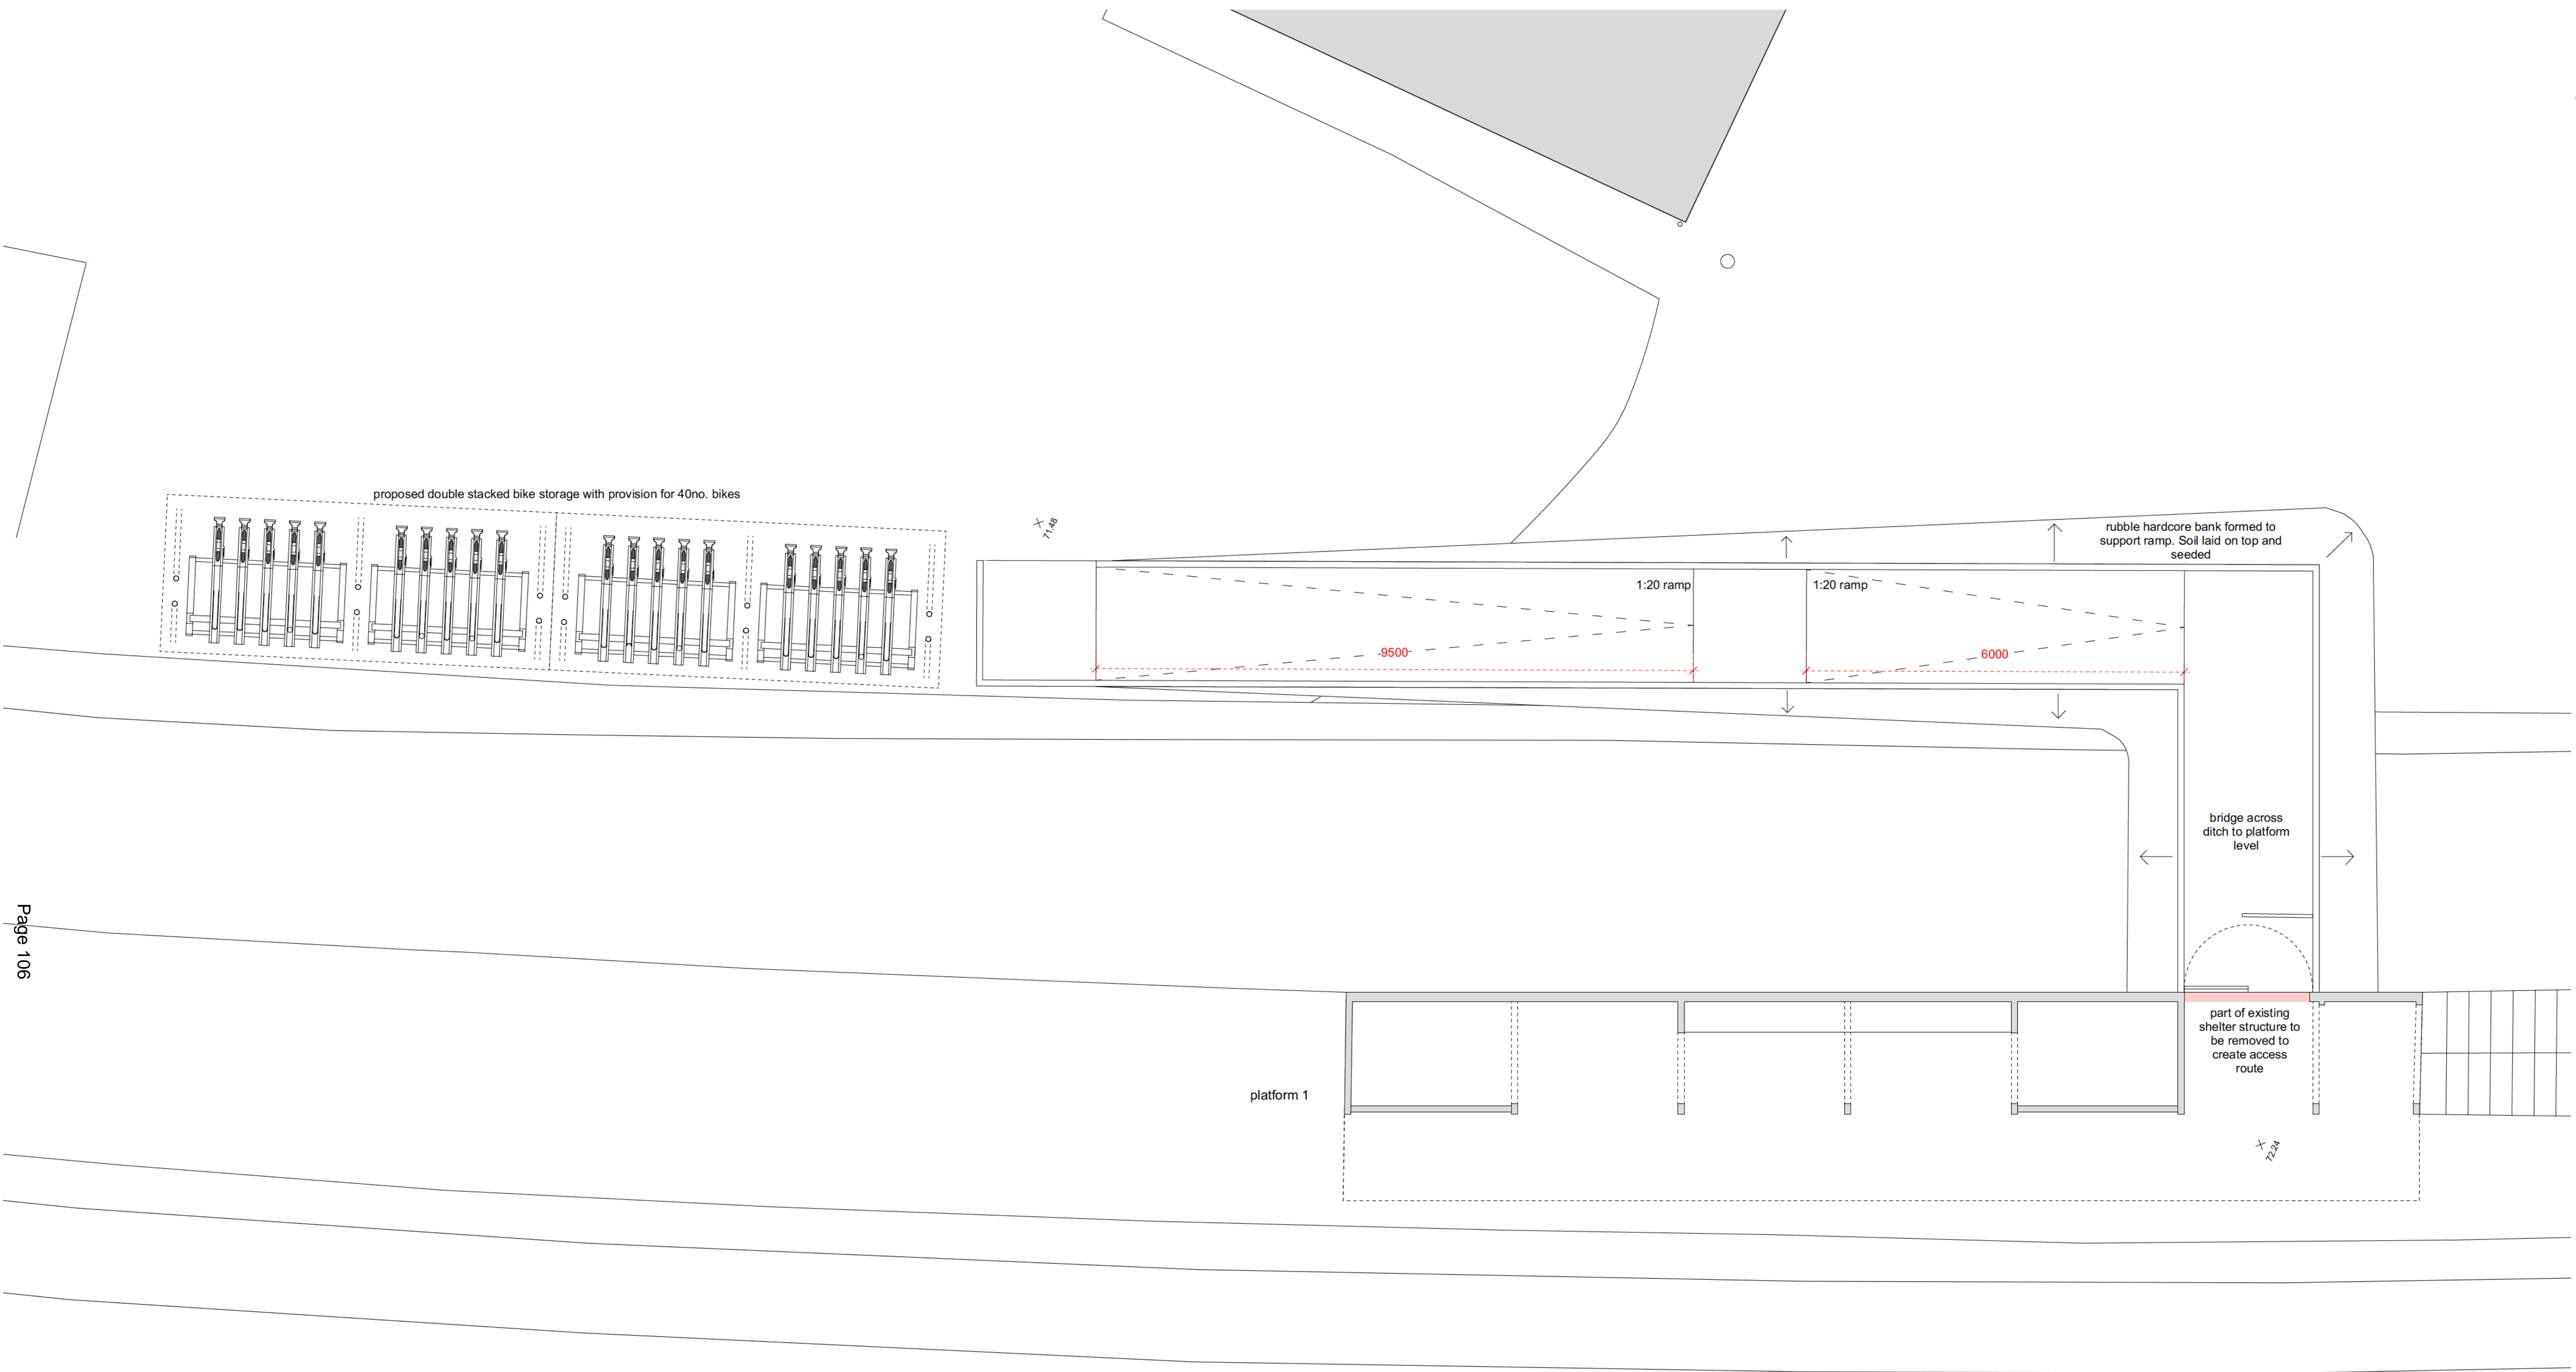 proposed double stacked bike storage with provision for 40no. bikes
71.48
rubble hardcore bank formed to
support ramp. Soil laid on top and
seeded
1:20 ramp
1:20 ramp
-9500-
6000
bridge across
ditch to platform
level
Page 106
part of existing
shelter structure to
be removed to
create access
route
platform 1
72.24